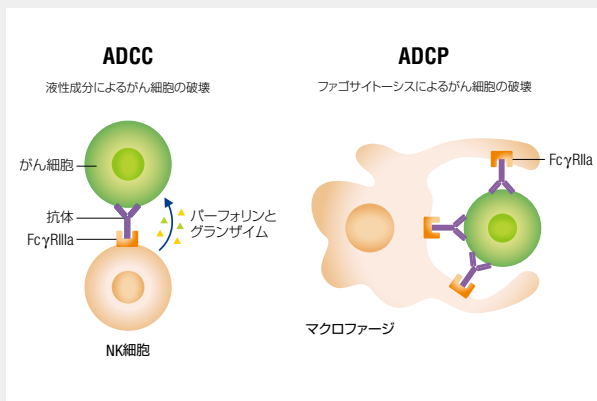 ADCC
液性成分によるがん細胞の破壊
がん細胞
抗体
FcγRIIIa
パーフォリンと
グランザイム
NK細胞
ADCP
ファゴサイトーシスによるがん細胞の破壊
FcγRIIa
マクロファージ